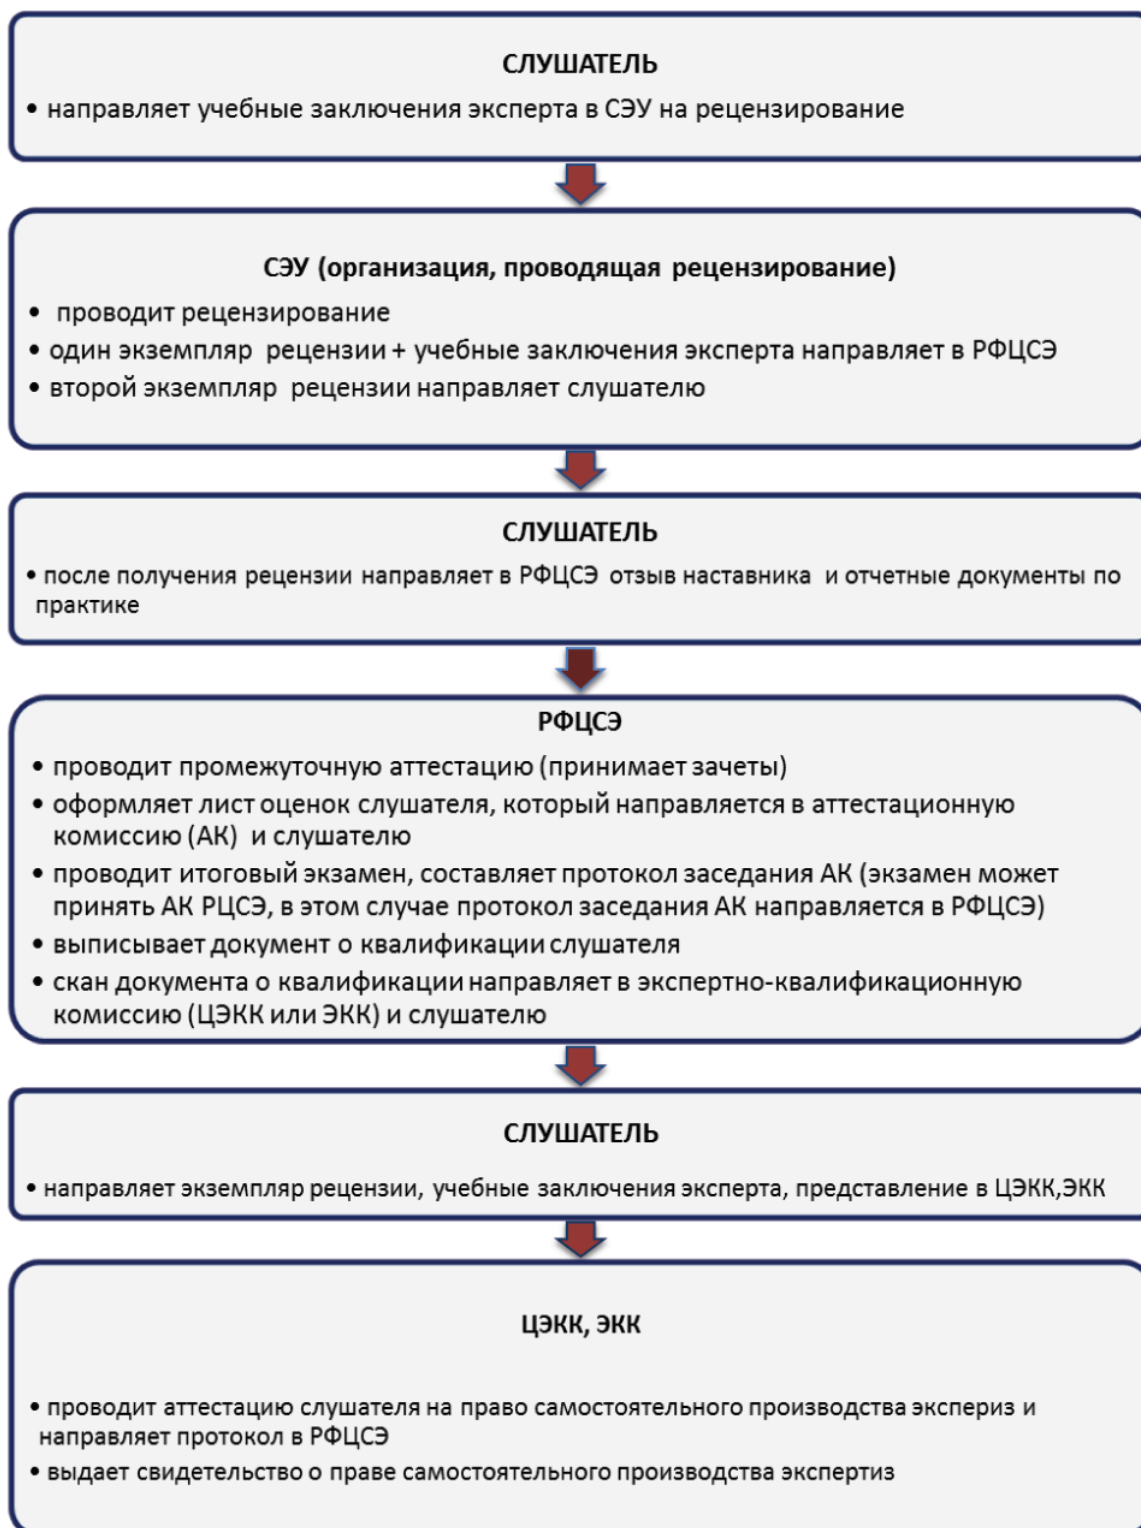 СЛУШАТЕЛЬ
• направляет учебные заключения эксперта в СЭУ на рецензирование
СЭУ (организация, проводящая рецензирование)
• проводит рецензирование
• один экземпляр рецензии + учебные заключения эксперта направляет в РФЦСЭ
• второй экземпляр рецензии направляет слушателю
СЛУШАТЕЛЬ
• после получения рецензии направляет в РФЦСЭ отзыв наставника и отчетные документы по
практике
РФЦСЭ
• проводит промежуточную аттестацию (принимает зачеты)
• оформляет лист оценок слушателя, который направляется в аттестационную
комиссию (АК) и слушателю
• проводит итоговый экзамен, составляет протокол заседания АК (экзамен может
принять АК РЦСЭ, в этом случае протокол заседания АК направляется в РФЦСЭ)
• выписывает документ о квалификации слушателя
• скан документа о квалификации направляет в экспертно-квалификационную
комиссию (ЦЭКК или ЭКК) и слушателю
СЛУШАТЕЛЬ
• направляет экземпляр рецензии, учебные заключения эксперта, представление в ЦЭКК,ЭКК
ЦЭКК, ЭКК
• проводит аттестацию слушателя на право самостоятельного производства экспериз и
направляет протокол в РФЦСЭ
• выдает свидетельство о праве самостоятельного производства экспертиз